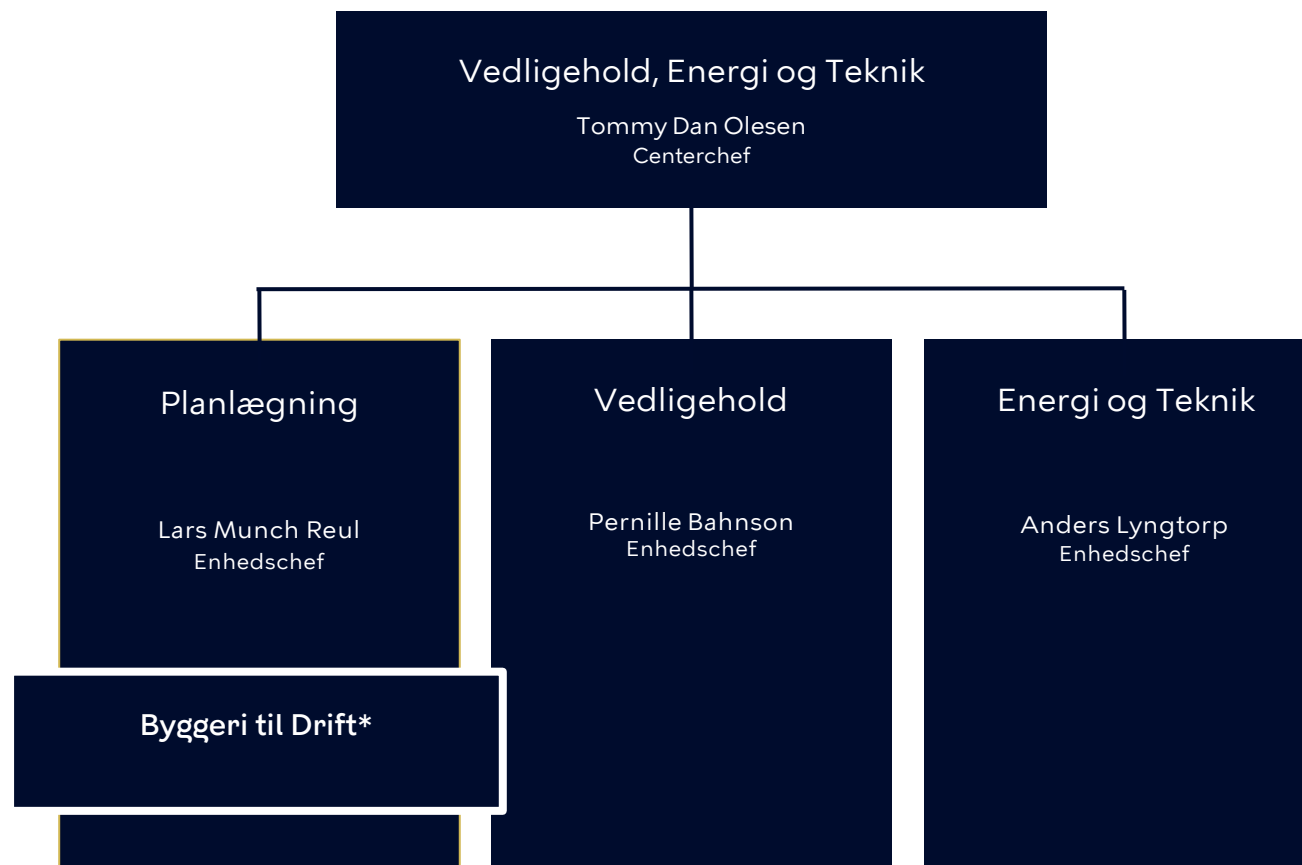 Vedligehold, Energi og Teknik
Tommy Dan Olesen
Centerchef
Planlægning
Lars Munch Reul
Enhedschef
Byggeri til Drift*
Vedligehold
Pernille Bahnson
Enhedschef
Energi og Teknik
Anders Lyngtorp
Enhedschef